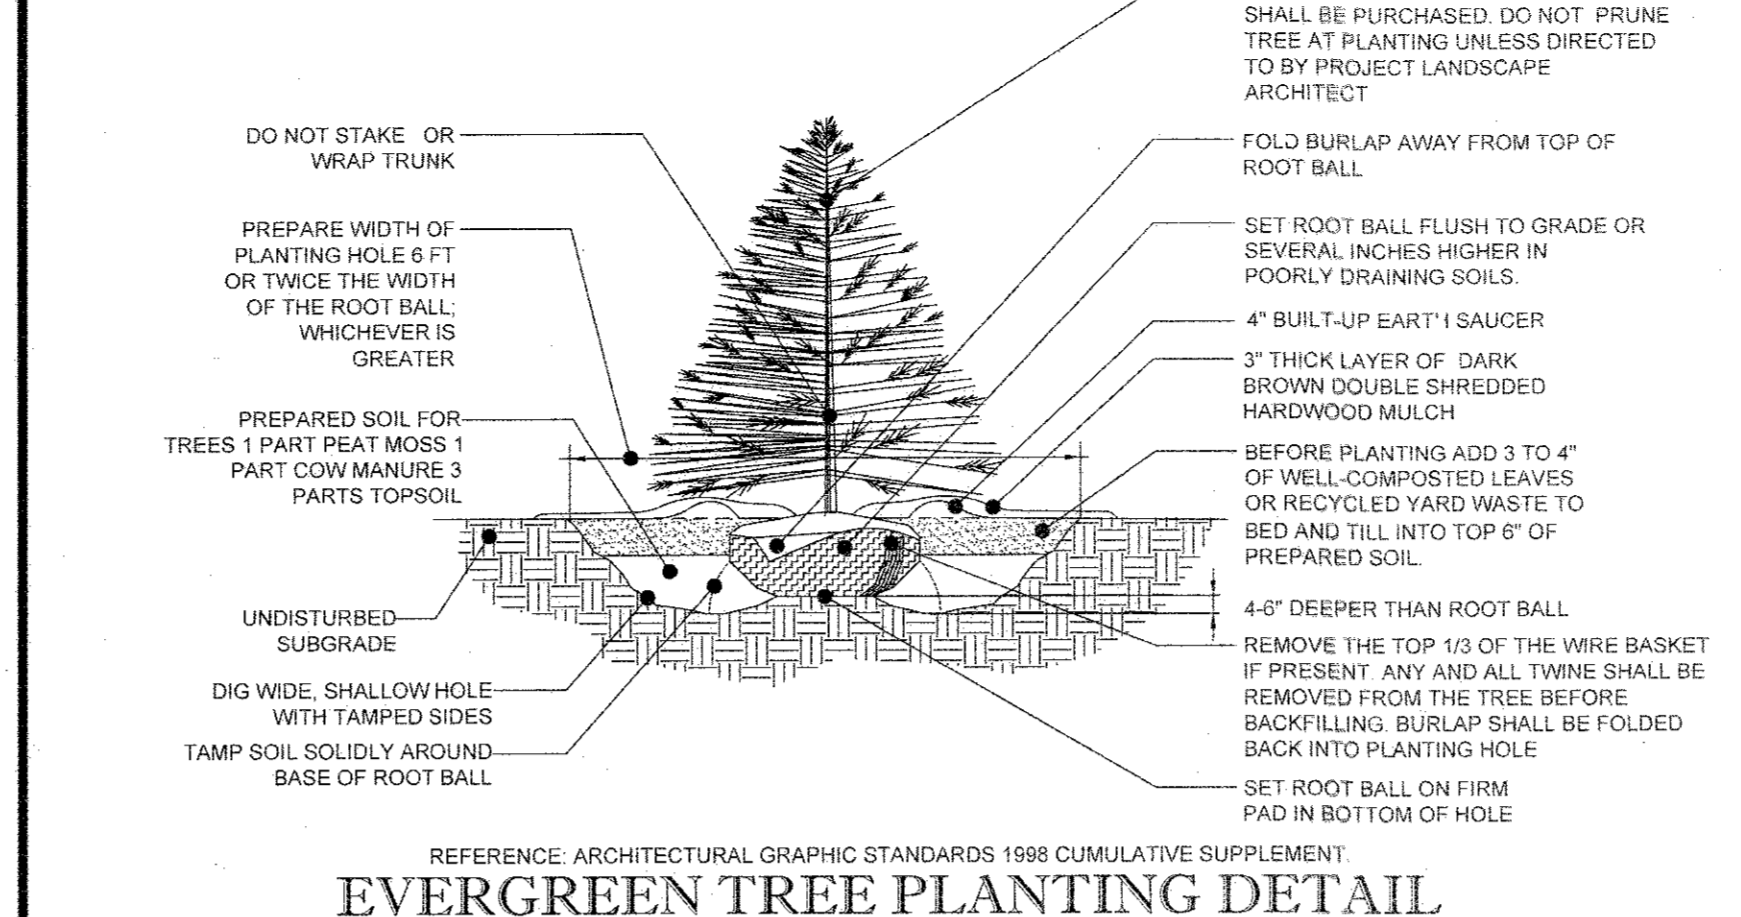 DO NOT STAKE OR
WRAP TRUNK
PREPARE WIDTH OF
PLANTING HOLE 6 FT
OR TWICE THE WIDTH
OF THE ROOT BALL;
WHICHEVER IS
GREATER
PREPARED SOIL FOR
TREES 1 PART PEAT MOSS 1
PART COW MANURE 3
PARTS TOPSOIL
UNDISTURBED
SUBGRADE
DIG WIDE, SHALLOW HOLE
WITH TAMPED SIDES
TAMP SOIL SOLIDLY AROUND
BASE OF ROOT BALL
SHALL BE PURCHASED. DO NOT PRUNE
TREE AT PLANTING UNLESS DIRECTED
TO BY PROJECT LANDSCAPE
ARCHITECT
FOLD BURLAP AWAY FROM TOP OF
ROOT BALL
SET ROOT BALL FLUSH TO GRADE OR
SEVERAL INCHES HIGHER IN
POORLY DRAINING SOILS.
4" BUILT-UP EARTH SAUCER
3" THICK LAYER OF DARK
BROWN DOUBLE SHREDDED
HARDWOOD MULCH
BEFORE PLANTING ADD 3 TO 4"
OF WELL-COMPOSTED LEAVES
OR RECYCLED YARD WASTE TO
BED AND TILL INTO TOP 6" OF
PREPARED SOIL.
4-6" DEEPER THAN ROOT BALL
REMOVE THE TOP 1/3 OF THE WIRE BASKET
IF PRESENT. ANY AND ALL TWINE SHALL BE
REMOVED FROM THE TREE BEFORE
BACKFILLING. BURLAP SHALL BE FOLDED
BACK INTO PLANTING HOLE
SET ROOT BALL ON FIRM
PAD IN BOTTOM OF HOLE
REFERENCE: ARCHITECTURAL GRAPHIC STANDARDS 1998 CUMULATIVE SUPPLEMENT.
EVERGREEN TREE PLANTING DETAIL